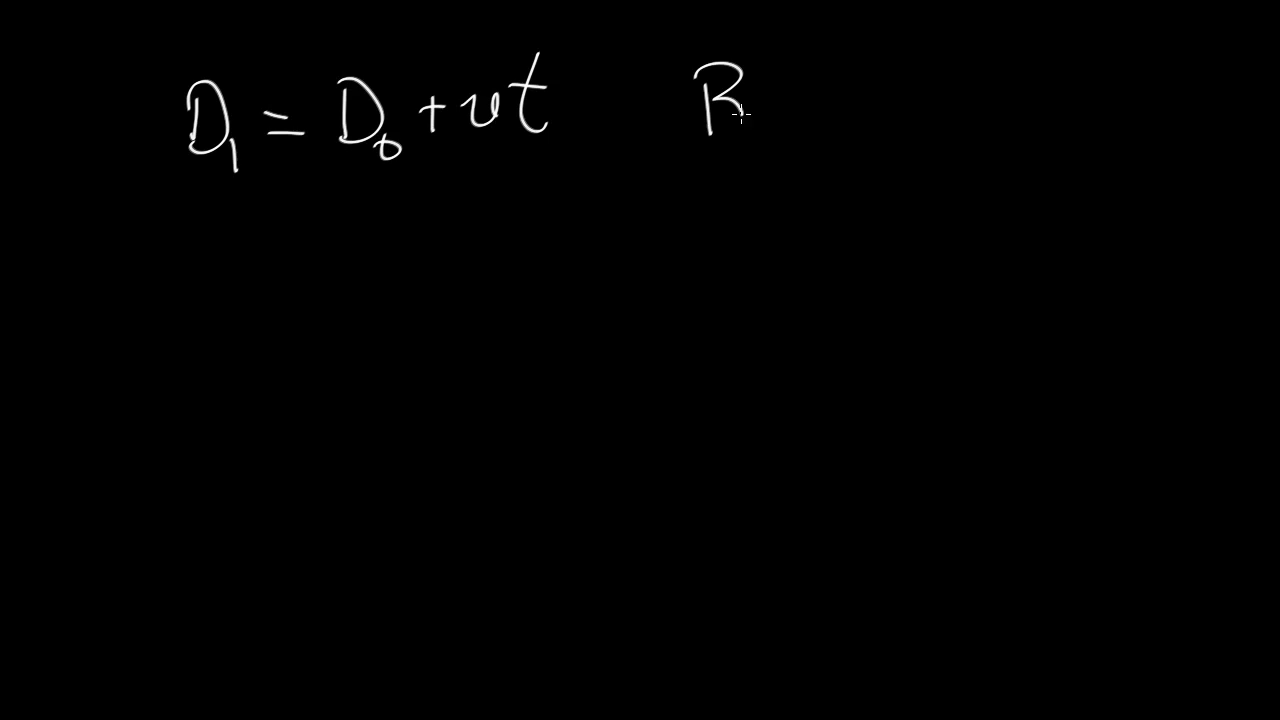 D₁ = D₀ + vt R